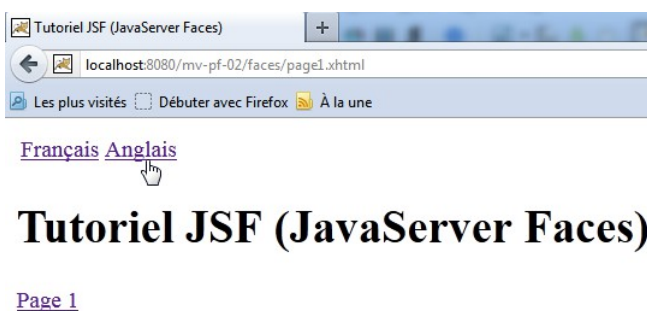 Tutoriel JSF (JavaServer Faces)
+
localhost:8080/mv-pf-02/faces/page1.xhtml
Les plus visités Débuter avec Firefox À la une
Français Anglais
Tutoriel JSF (JavaServer Faces)
Page 1